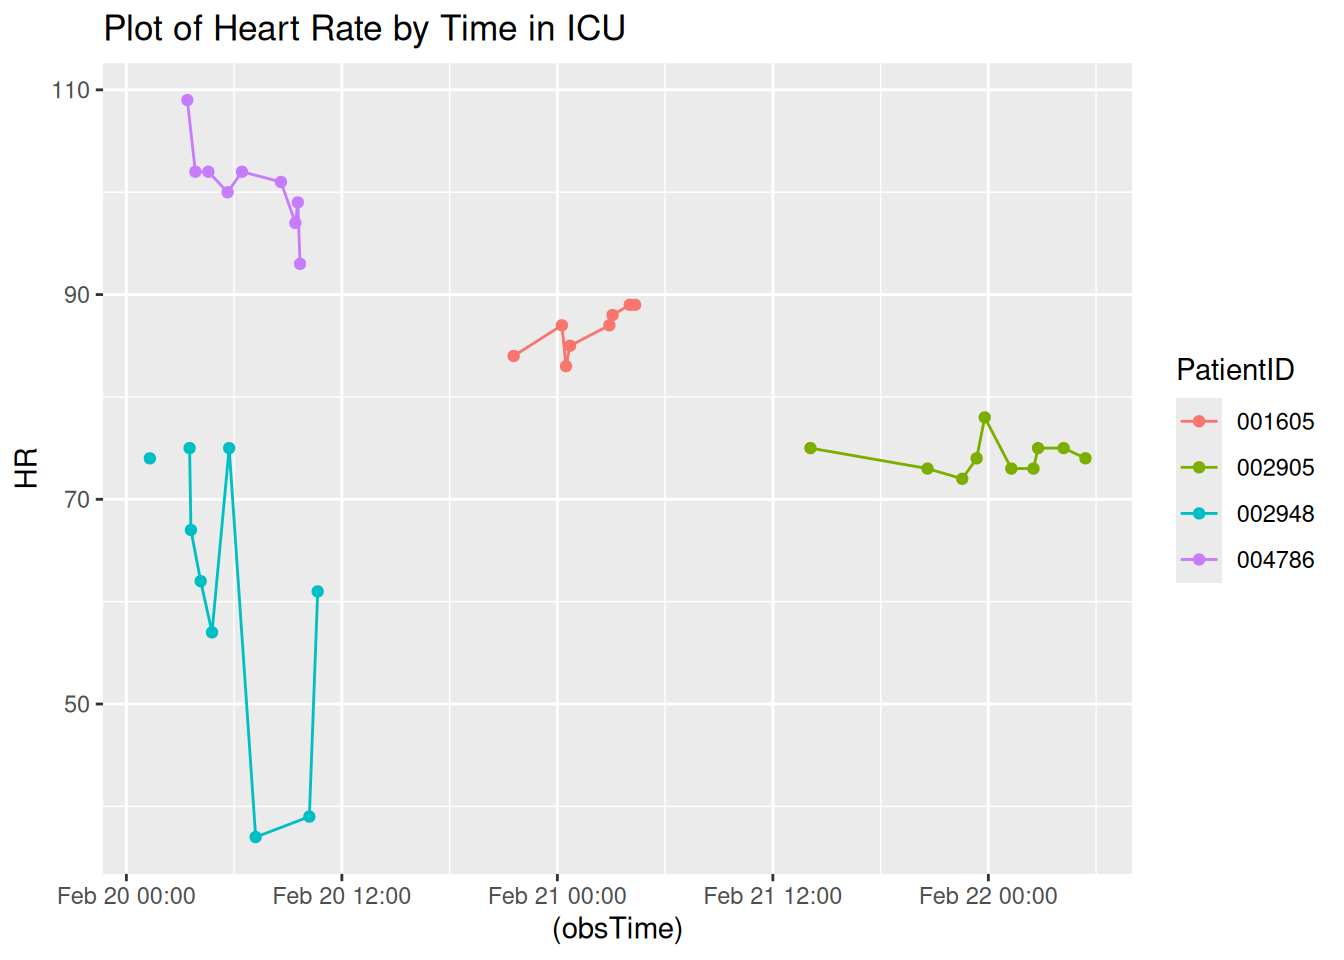 Plot of Heart Rate by Time in ICU
110
90
70
50
HR
Feb 20 00:00
Feb 20 12:00
Feb 21 00:00
Feb 21 12:00
Feb 22 00:00
(obsTime)
PatientID
001605
002905
002948
004786